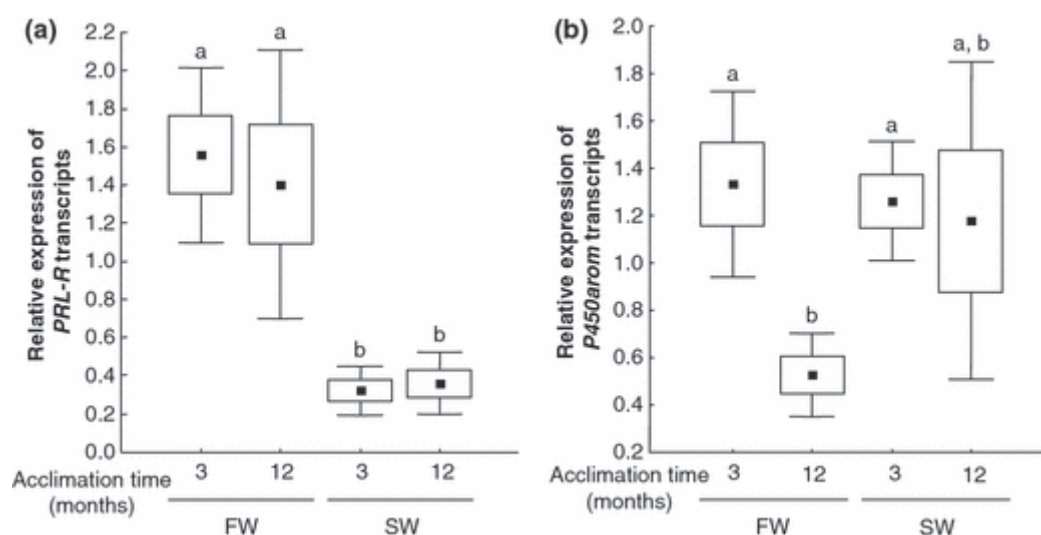 (a)
Relative expression of
PRL-R transcripts
2.2
2.0
1.8
1.6
1.4
1.2
1.0
0.8
0.6
0.4
0.2
0.0
a
a
b
b
Acclimation time
(months)
3
12
3
12
FW
SW
(b)
Relative expression of
P450arom transcripts
2.0
1.8
1.6
1.4
1.2
1.0
0.8
0.6
0.4
0.2
a
b
a
a, b
Acclimation time
(months)
3
12
3
12
FW
SW